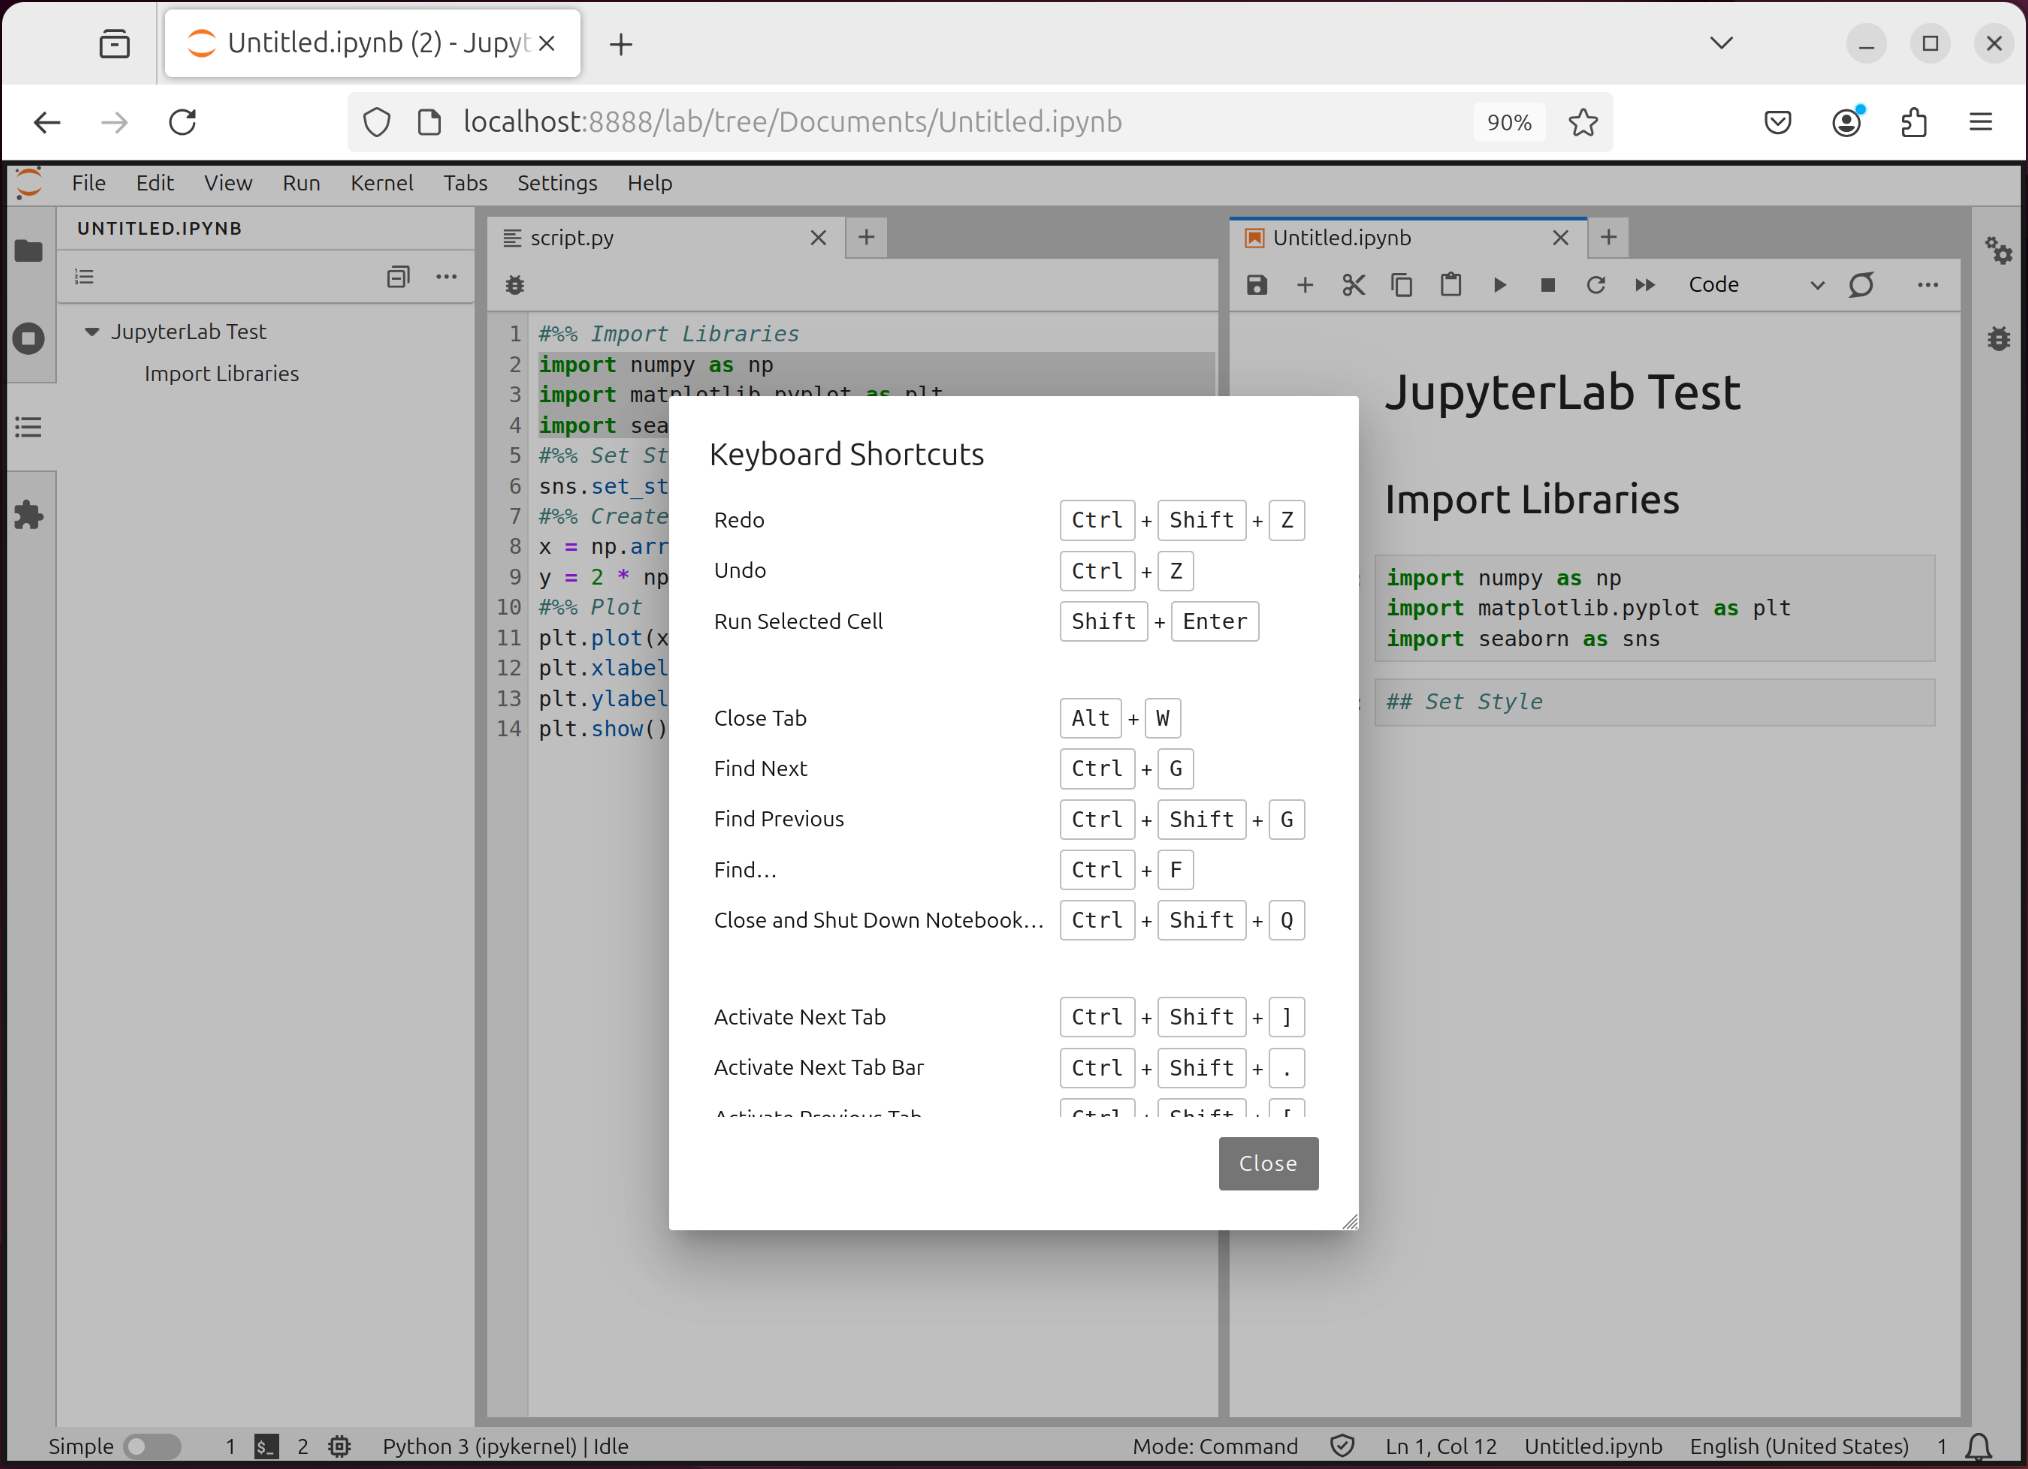 Untitled.ipynb (2) - Jupyt
localhost:8888/lab/tree/Documents/Untitled.ipynb
90%
File Edit View Run Kernel Tabs Settings Help
UNTITLED.IPYNB
JupyterLab Test
Import Libraries
script.py
1 #%% Import Libraries
2 import numpy as np
3 import matplotlib.pyplot as plt
4 import sea
5 #%% Set St
6 sns.set_st
7 #%% Create
8 x = np.arr
9 y = 2 * np
10 #%% Plot
11 plt.plot(x
12 plt.xlabel
13 plt.ylabel
14 plt.show()
Untitled.ipynb
Code
JupyterLab Test
Import Libraries
import numpy as np
import matplotlib.pyplot as plt
import seaborn as sns
## Set Style
Keyboard Shortcuts
Redo Ctrl + Shift + Z
Undo Ctrl + Z
Run Selected Cell Shift + Enter
Close Tab Alt + W
Find Next Ctrl + G
Find Previous Ctrl + Shift + G
Find… Ctrl + F
Close and Shut Down Notebook… Ctrl + Shift + Q
Activate Next Tab Ctrl + Shift + ]
Activate Next Tab Bar Ctrl + Shift + .
Activate Previous Tab Ctrl + Shift + [
Close
Simple 1 $_ 2 Python 3 (ipykernel) | Idle Mode: Command Ln 1, Col 12 Untitled.ipynb English (United States) 1